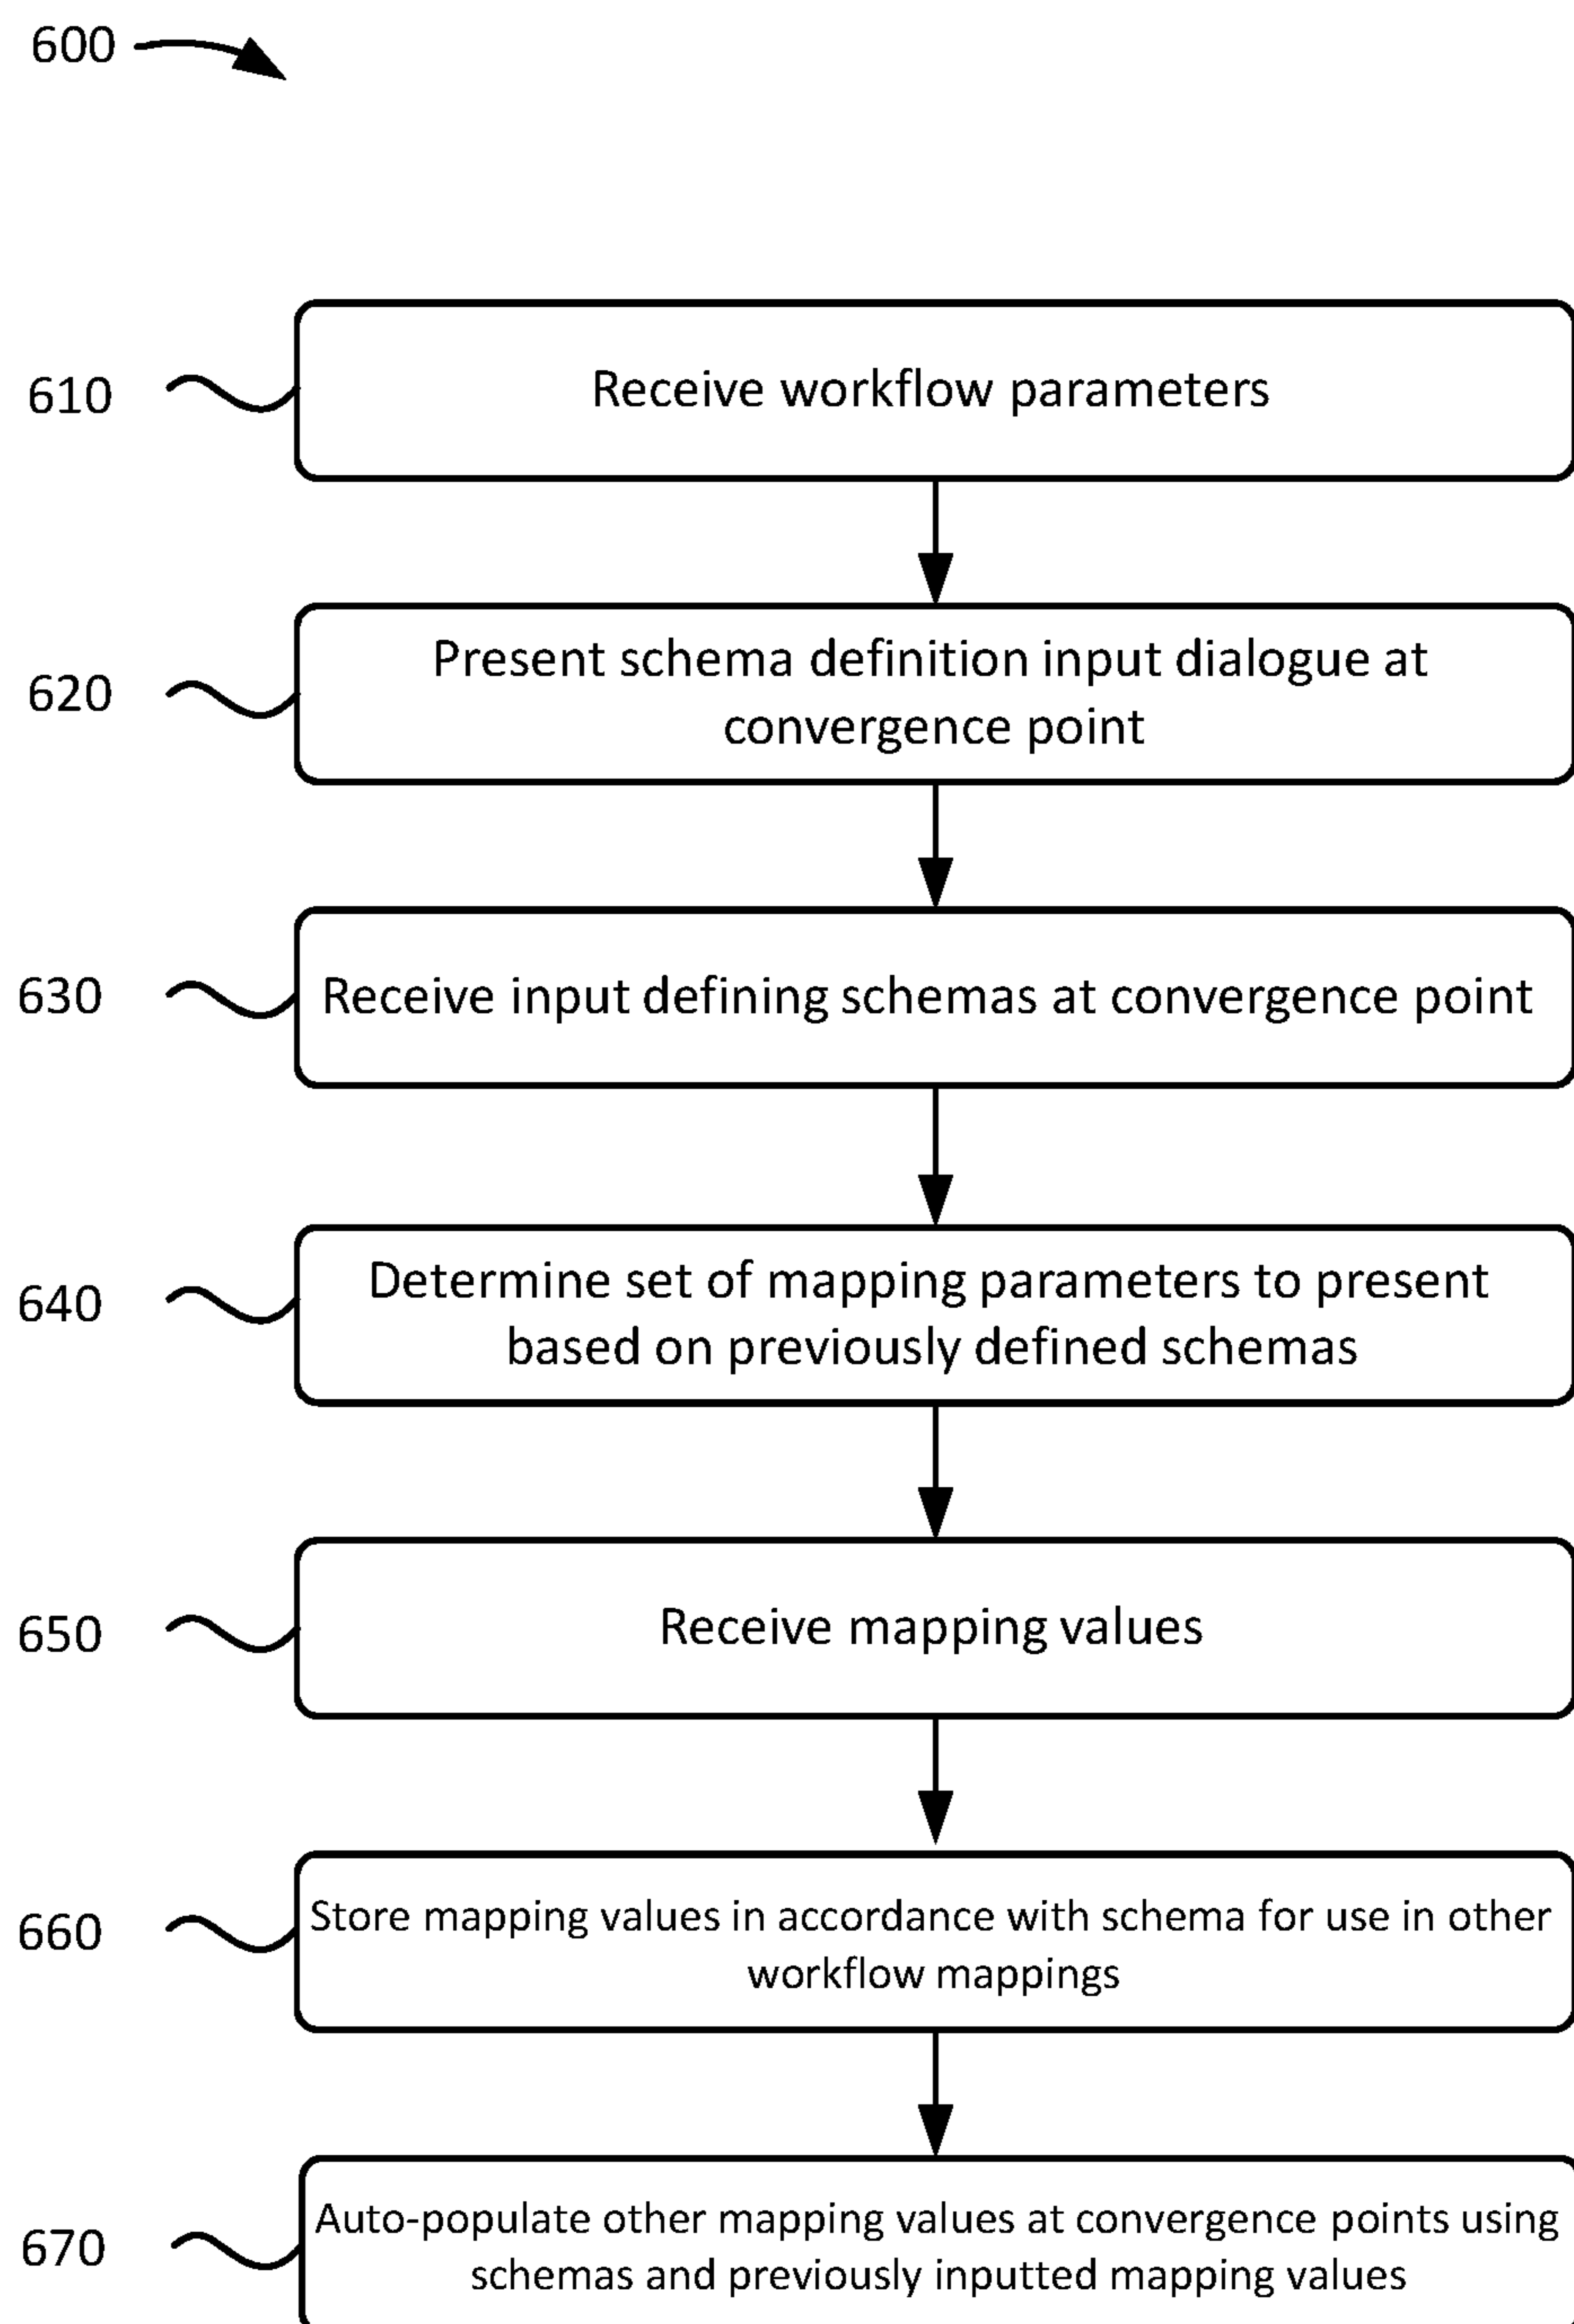 600
610
Receive workflow parameters
620
Present schema definition input dialogue at
convergence point
630
Receive input defining schemas at convergence point
640
Determine set of mapping parameters to present
based on previously defined schemas
650
Receive mapping values
660
Store mapping values in accordance with schema for use in other
workflow mappings
670
Auto-populate other mapping values at convergence points using
schemas and previously inputted mapping values